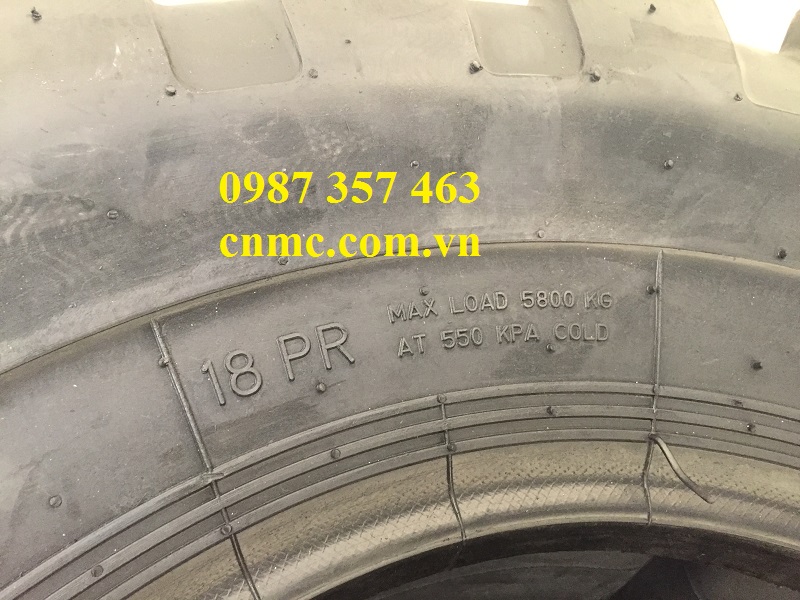 0987 357 463
cnmc.com.vn
18 PR
MAX LOAD 5800 KG
AT 550 KPA COLD